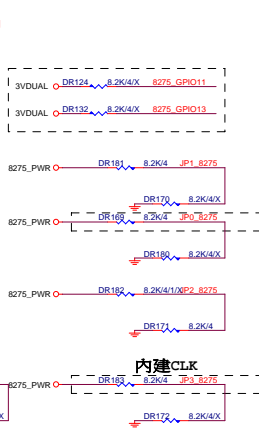 3VDUAL DR124 8.2K/4/X 8275_GPIO11
3VDUAL DR132 8.2K/4/X 8275_GPIO13
8275_PWR DR181 8.2K/4 JP1_8275
DR170 8.2K/4/X
8275_PWR DR169 8.2K/4 JP0_8275
DR180 8.2K/4/X
8275_PWR DR182 8.2K/4/1/X JP2_8275
DR171 8.2K/4
內建CLK
8275_PWR DR183 8.2K/4 JP3_8275
X DR172 8.2K/4/X